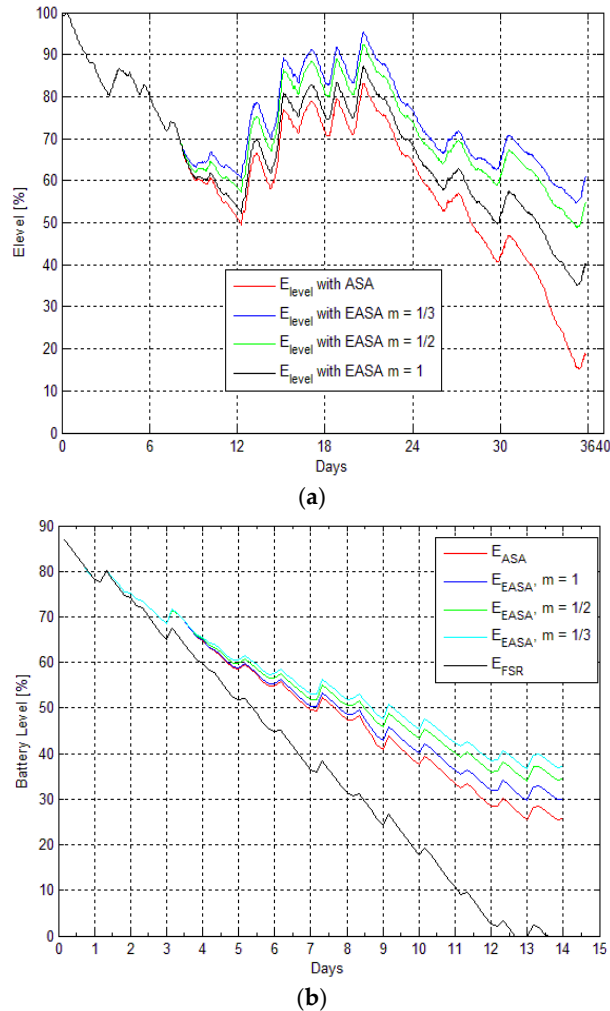 100
90
80
70
60
50
40
30
20
10
0
Elevel [%]
E_level with ASA
E_level with EASA m = 1/3
E_level with EASA m = 1/2
E_level with EASA m = 1
0 6 12 18 24 30 3640
Days
(a)
90
80
70
60
50
40
30
20
10
0
Battery Level [%]
E_ASA
E_EASA, m = 1
E_EASA, m = 1/2
E_EASA, m = 1/3
E_FSR
0 1 2 3 4 5 6 7 8 9 10 11 12 13 14 15
Days
(b)